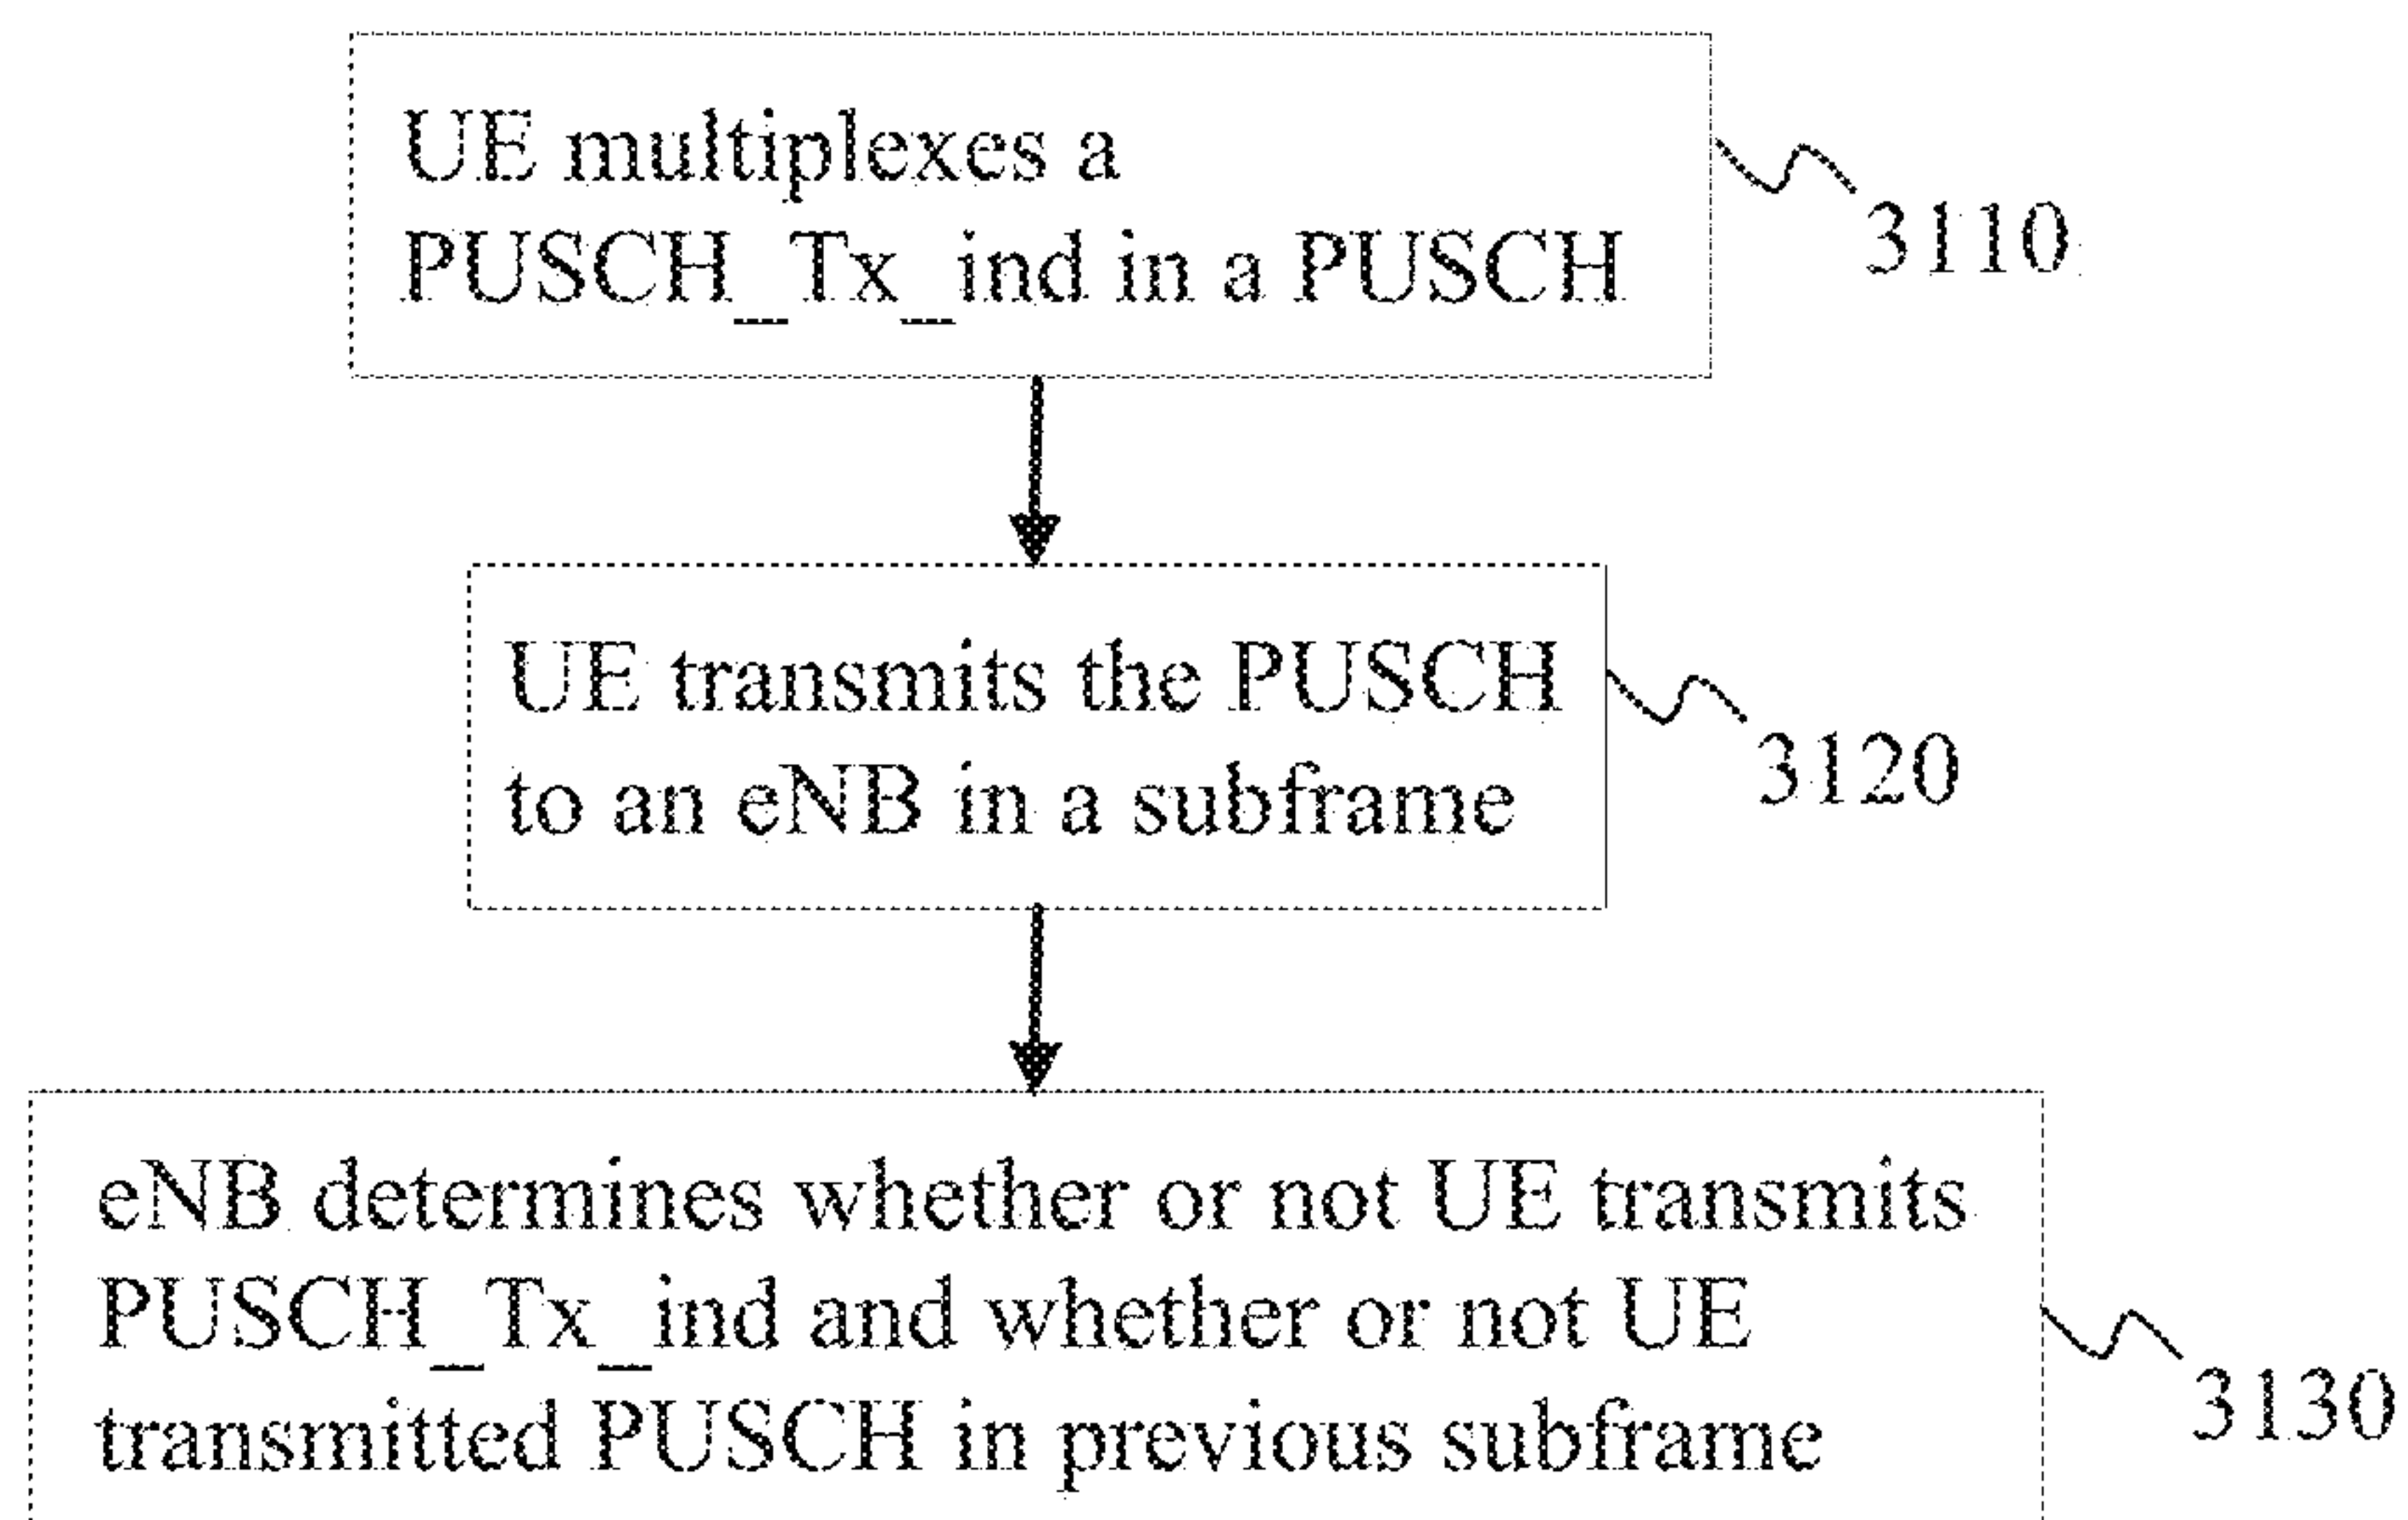 UE multiplexes a
PUSCH_Tx_ind in a PUSCH
3110
UE transmits the PUSCH
to an eNB in a subframe
3120
eNB determines whether or not UE transmits
PUSCH_Tx_ind and whether or not UE
transmitted PUSCH in previous subframe
3130